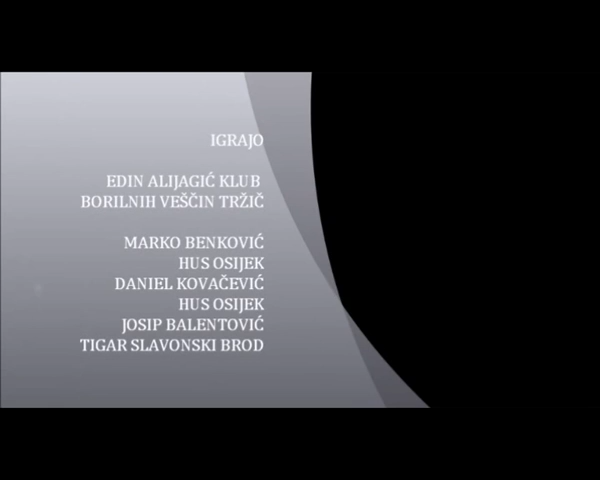 IGRAJO
EDIN ALIJAGIĆ KLUB
BORILNIH VEŠČIN TRŽIČ
MARKO BENKOVIĆ
HUS OSIJEK
DANIEL KOVAČEVIĆ
HUS OSIJEK
JOSIP BALENTOVIĆ
TIGAR SLAVONSKI BROD